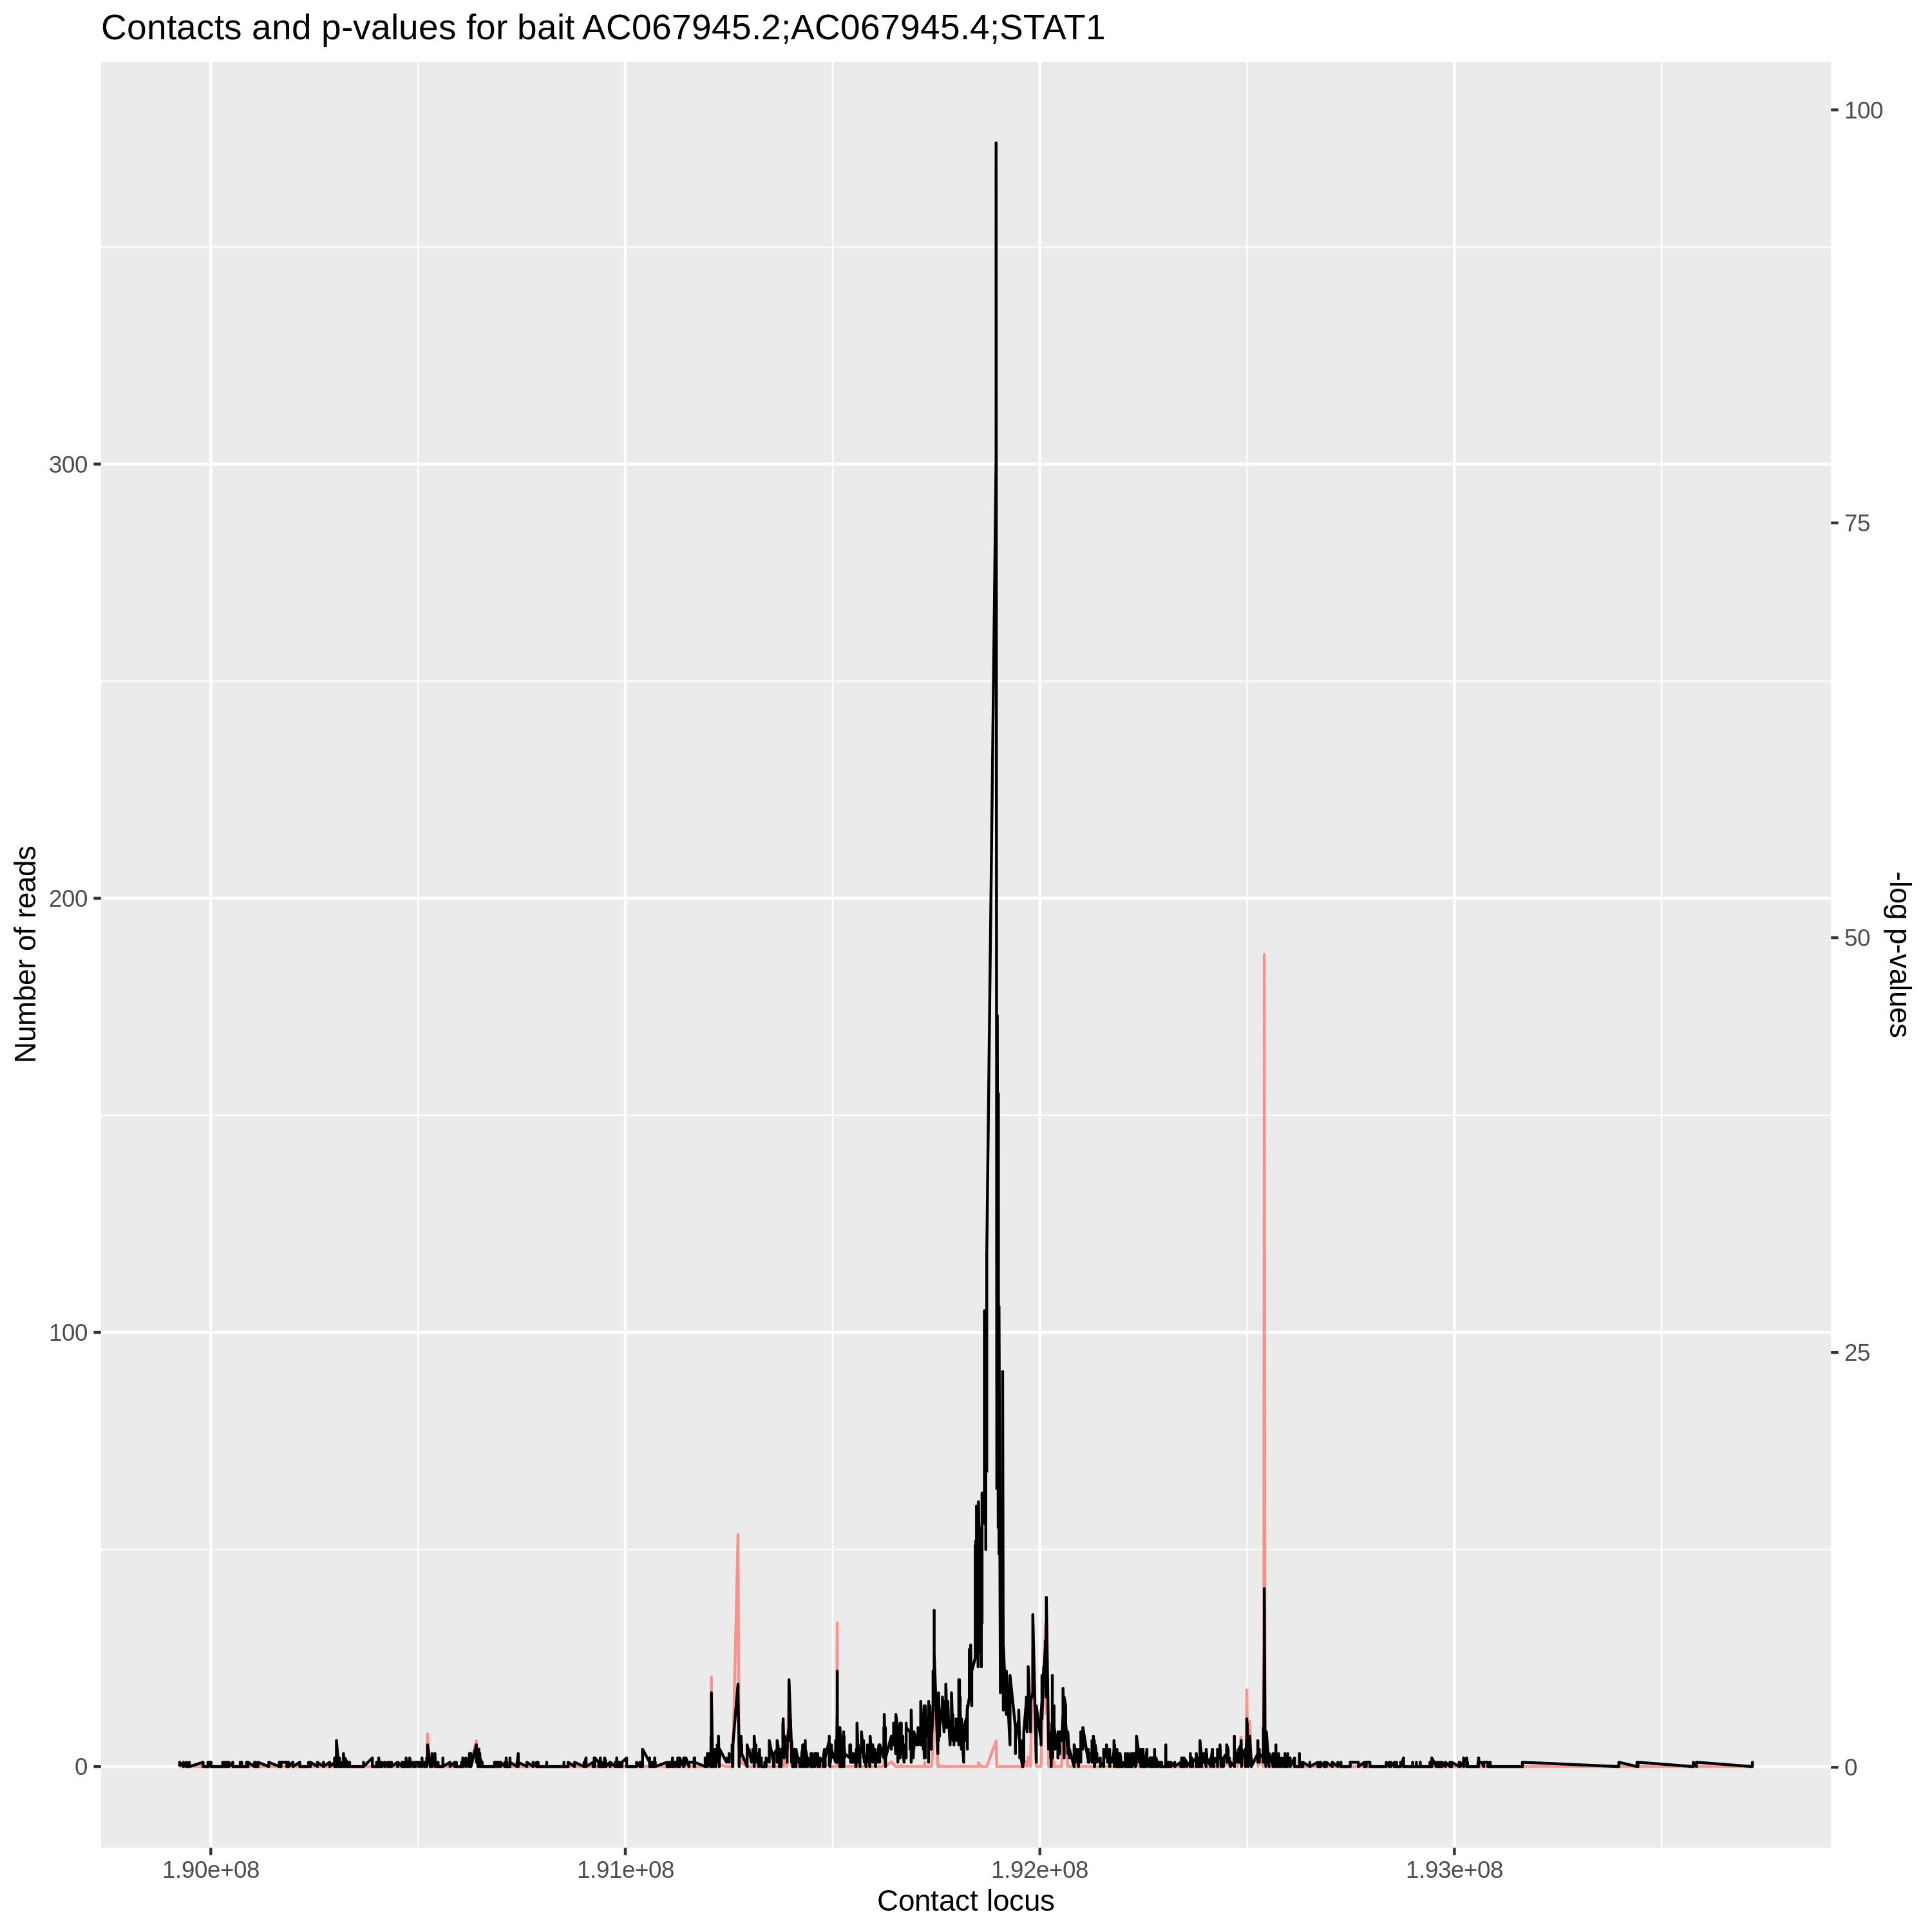 Contacts and p-values for bait AC067945.2;AC067945.4;STAT1
100
75
50
25
0
-log p-values
300
200
100
0
Number of reads
1.90e+08
1.91e+08
1.92e+08
1.93e+08
Contact locus